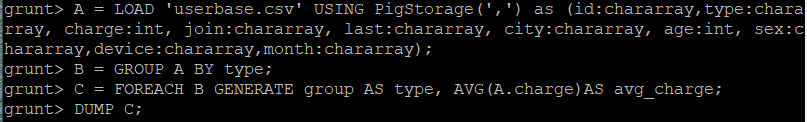 grunt> A = LOAD 'userbase.csv' USING PigStorage(',') as (id:chararray,type:chara
rray, charge:int, join:chararray, last:chararray, city:chararray, age:int, sex:c
hararray,device:chararray,month:chararray);
grunt> B = GROUP A BY type;
grunt> C = FOREACH B GENERATE group AS type, AVG(A.charge)AS avg_charge;
grunt> DUMP C;